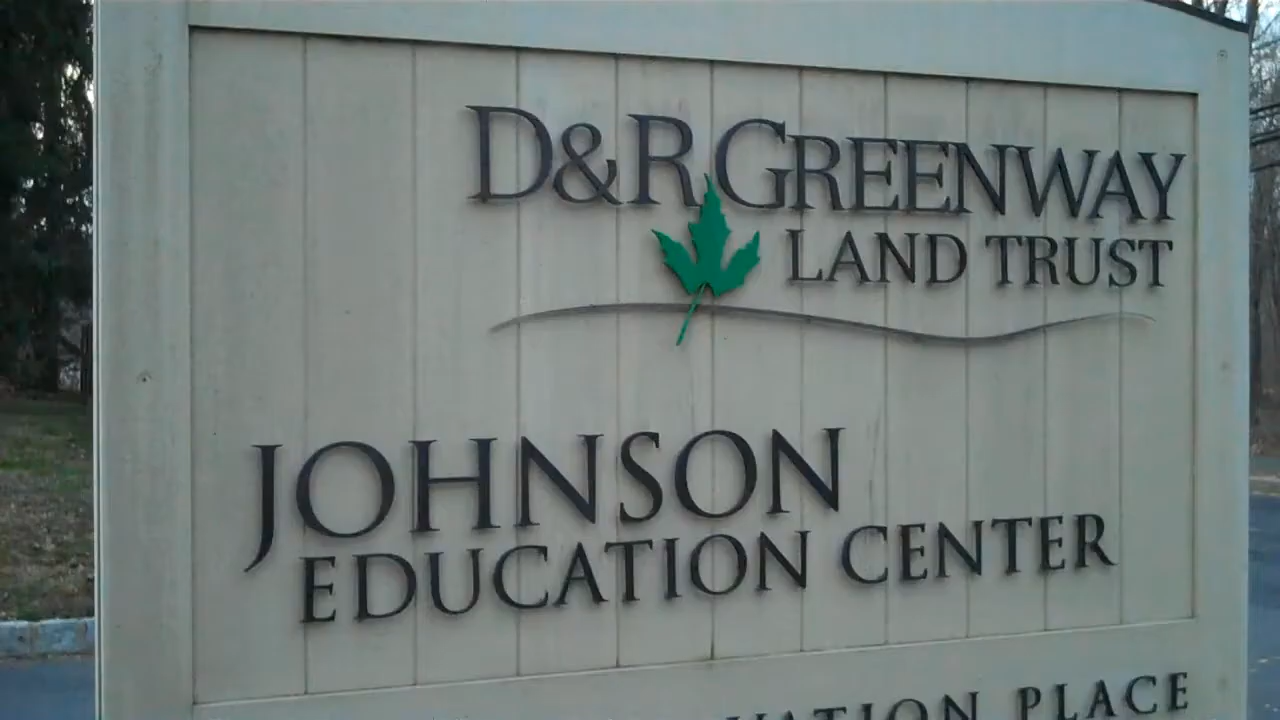 D&R GREENWAY
LAND TRUST
JOHNSON
EDUCATION CENTER
PLACE